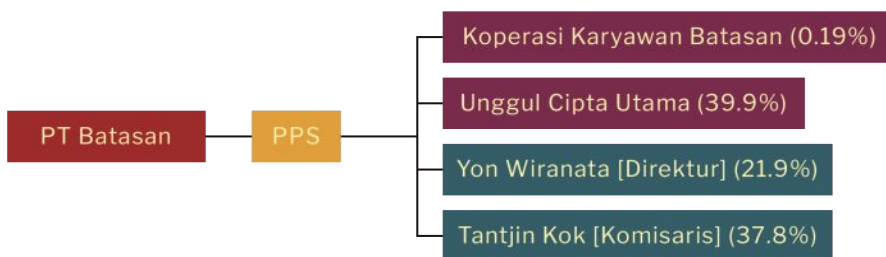 PT Batasan
PPS
Koperasi Karyawan Batasan (0.19%)
Unggul Cipta Utama (39.9%)
Yon Wiranata [Direktur] (21.9%)
Tantjin Kok [Komisaris] (37.8%)